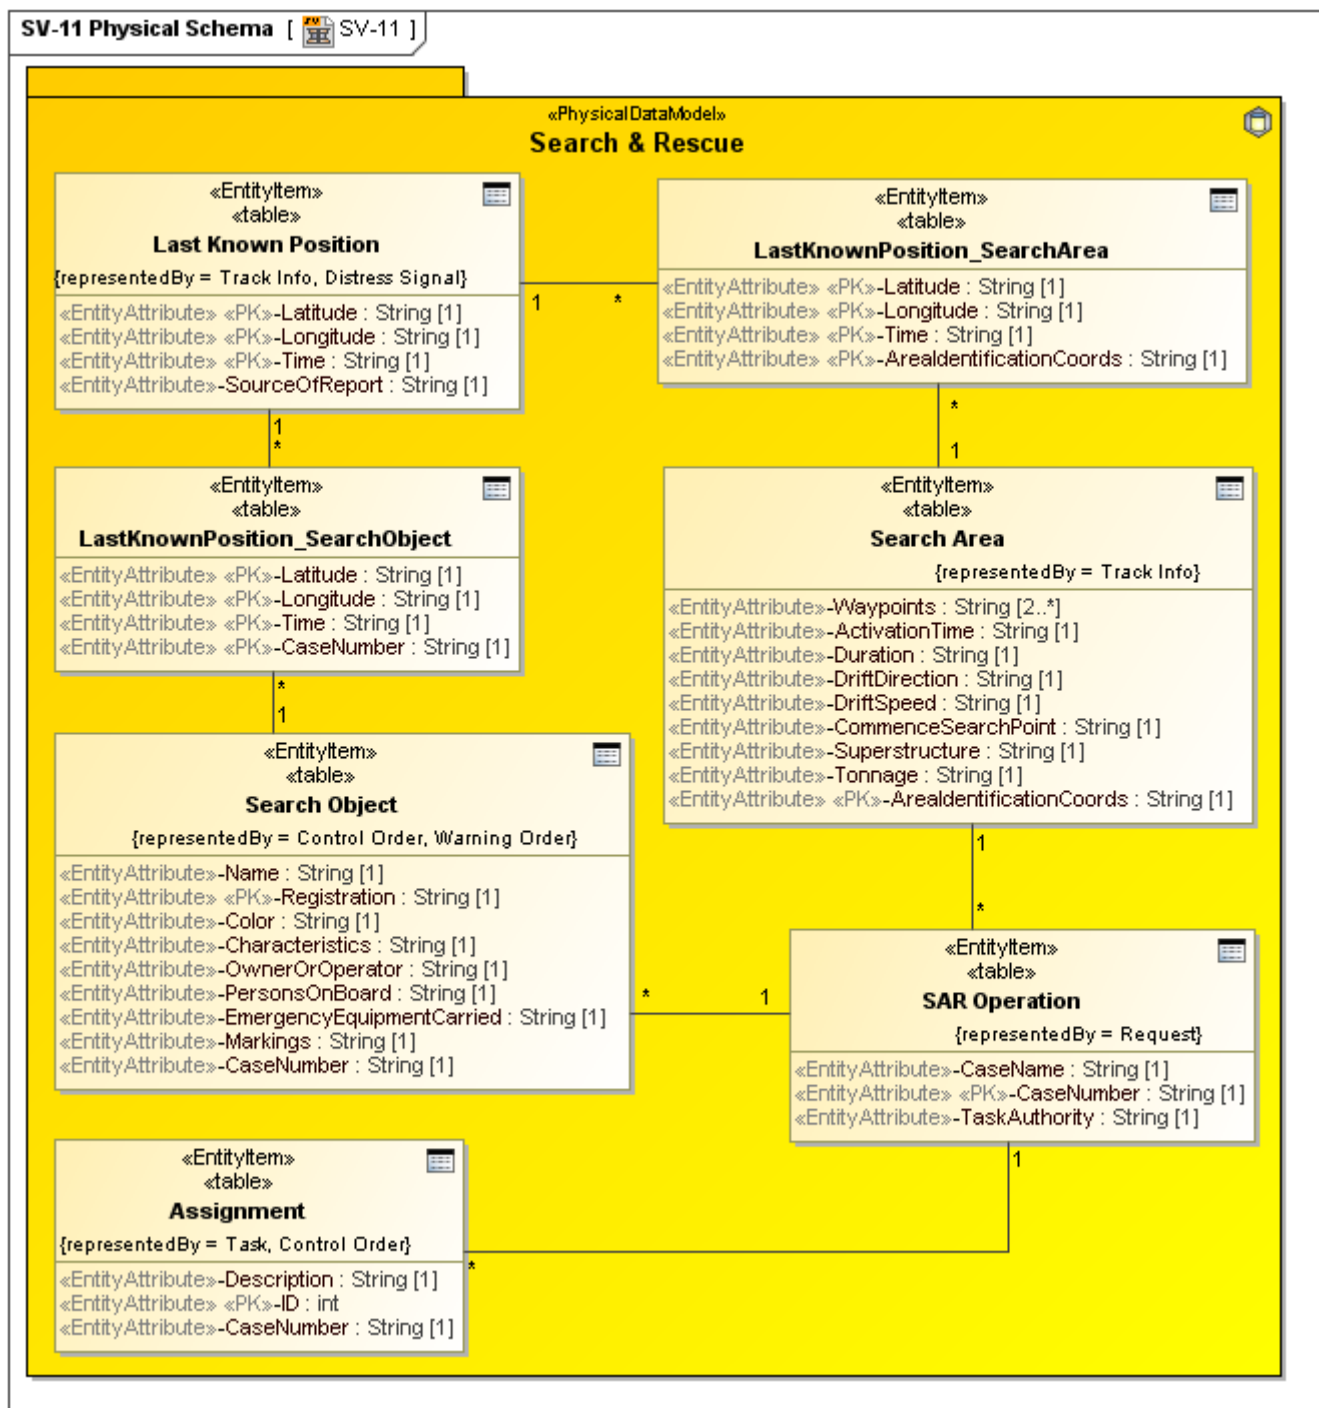 SV-11 Physical Schema [ SV-11 ]
«PhysicalDataModel»
Search & Rescue
«EntityItem»
«table»
Last Known Position
{representedBy = Track Info, Distress Signal}
«EntityAttribute» «PK»-Latitude : String [1]
«EntityAttribute» «PK»-Longitude : String [1]
«EntityAttribute» «PK»-Time : String [1]
«EntityAttribute»-SourceOfReport : String [1]
1
*
«EntityItem»
«table»
LastKnownPosition_SearchArea
«EntityAttribute» «PK»-Latitude : String [1]
«EntityAttribute» «PK»-Longitude : String [1]
«EntityAttribute» «PK»-Time : String [1]
«EntityAttribute» «PK»-AreaIdentificationCoords : String [1]
1
*
*
1
«EntityItem»
«table»
LastKnownPosition_SearchObject
«EntityAttribute» «PK»-Latitude : String [1]
«EntityAttribute» «PK»-Longitude : String [1]
«EntityAttribute» «PK»-Time : String [1]
«EntityAttribute» «PK»-CaseNumber : String [1]
*
1
«EntityItem»
«table»
Search Area
{representedBy = Track Info}
«EntityAttribute»-Waypoints : String [2..*]
«EntityAttribute»-ActivationTime : String [1]
«EntityAttribute»-Duration : String [1]
«EntityAttribute»-DriftDirection : String [1]
«EntityAttribute»-DriftSpeed : String [1]
«EntityAttribute»-CommenceSearchPoint : String [1]
«EntityAttribute»-Superstructure : String [1]
«EntityAttribute»-Tonnage : String [1]
«EntityAttribute» «PK»-AreaIdentificationCoords : String [1]
1
*
«EntityItem»
«table»
Search Object
{representedBy = Control Order, Warning Order}
«EntityAttribute»-Name : String [1]
«EntityAttribute» «PK»-Registration : String [1]
«EntityAttribute»-Color : String [1]
«EntityAttribute»-Characteristics : String [1]
«EntityAttribute»-OwnerOrOperator : String [1]
«EntityAttribute»-PersonsOnBoard : String [1]
«EntityAttribute»-EmergencyEquipmentCarried : String [1]
«EntityAttribute»-Markings : String [1]
«EntityAttribute»-CaseNumber : String [1]
*
1
«EntityItem»
«table»
SAR Operation
{representedBy = Request}
«EntityAttribute»-CaseName : String [1]
«EntityAttribute» «PK»-CaseNumber : String [1]
«EntityAttribute»-TaskAuthority : String [1]
1
*
«EntityItem»
«table»
Assignment
{representedBy = Task, Control Order}
«EntityAttribute»-Description : String [1]
«EntityAttribute» «PK»-ID : int
«EntityAttribute»-CaseNumber : String [1]